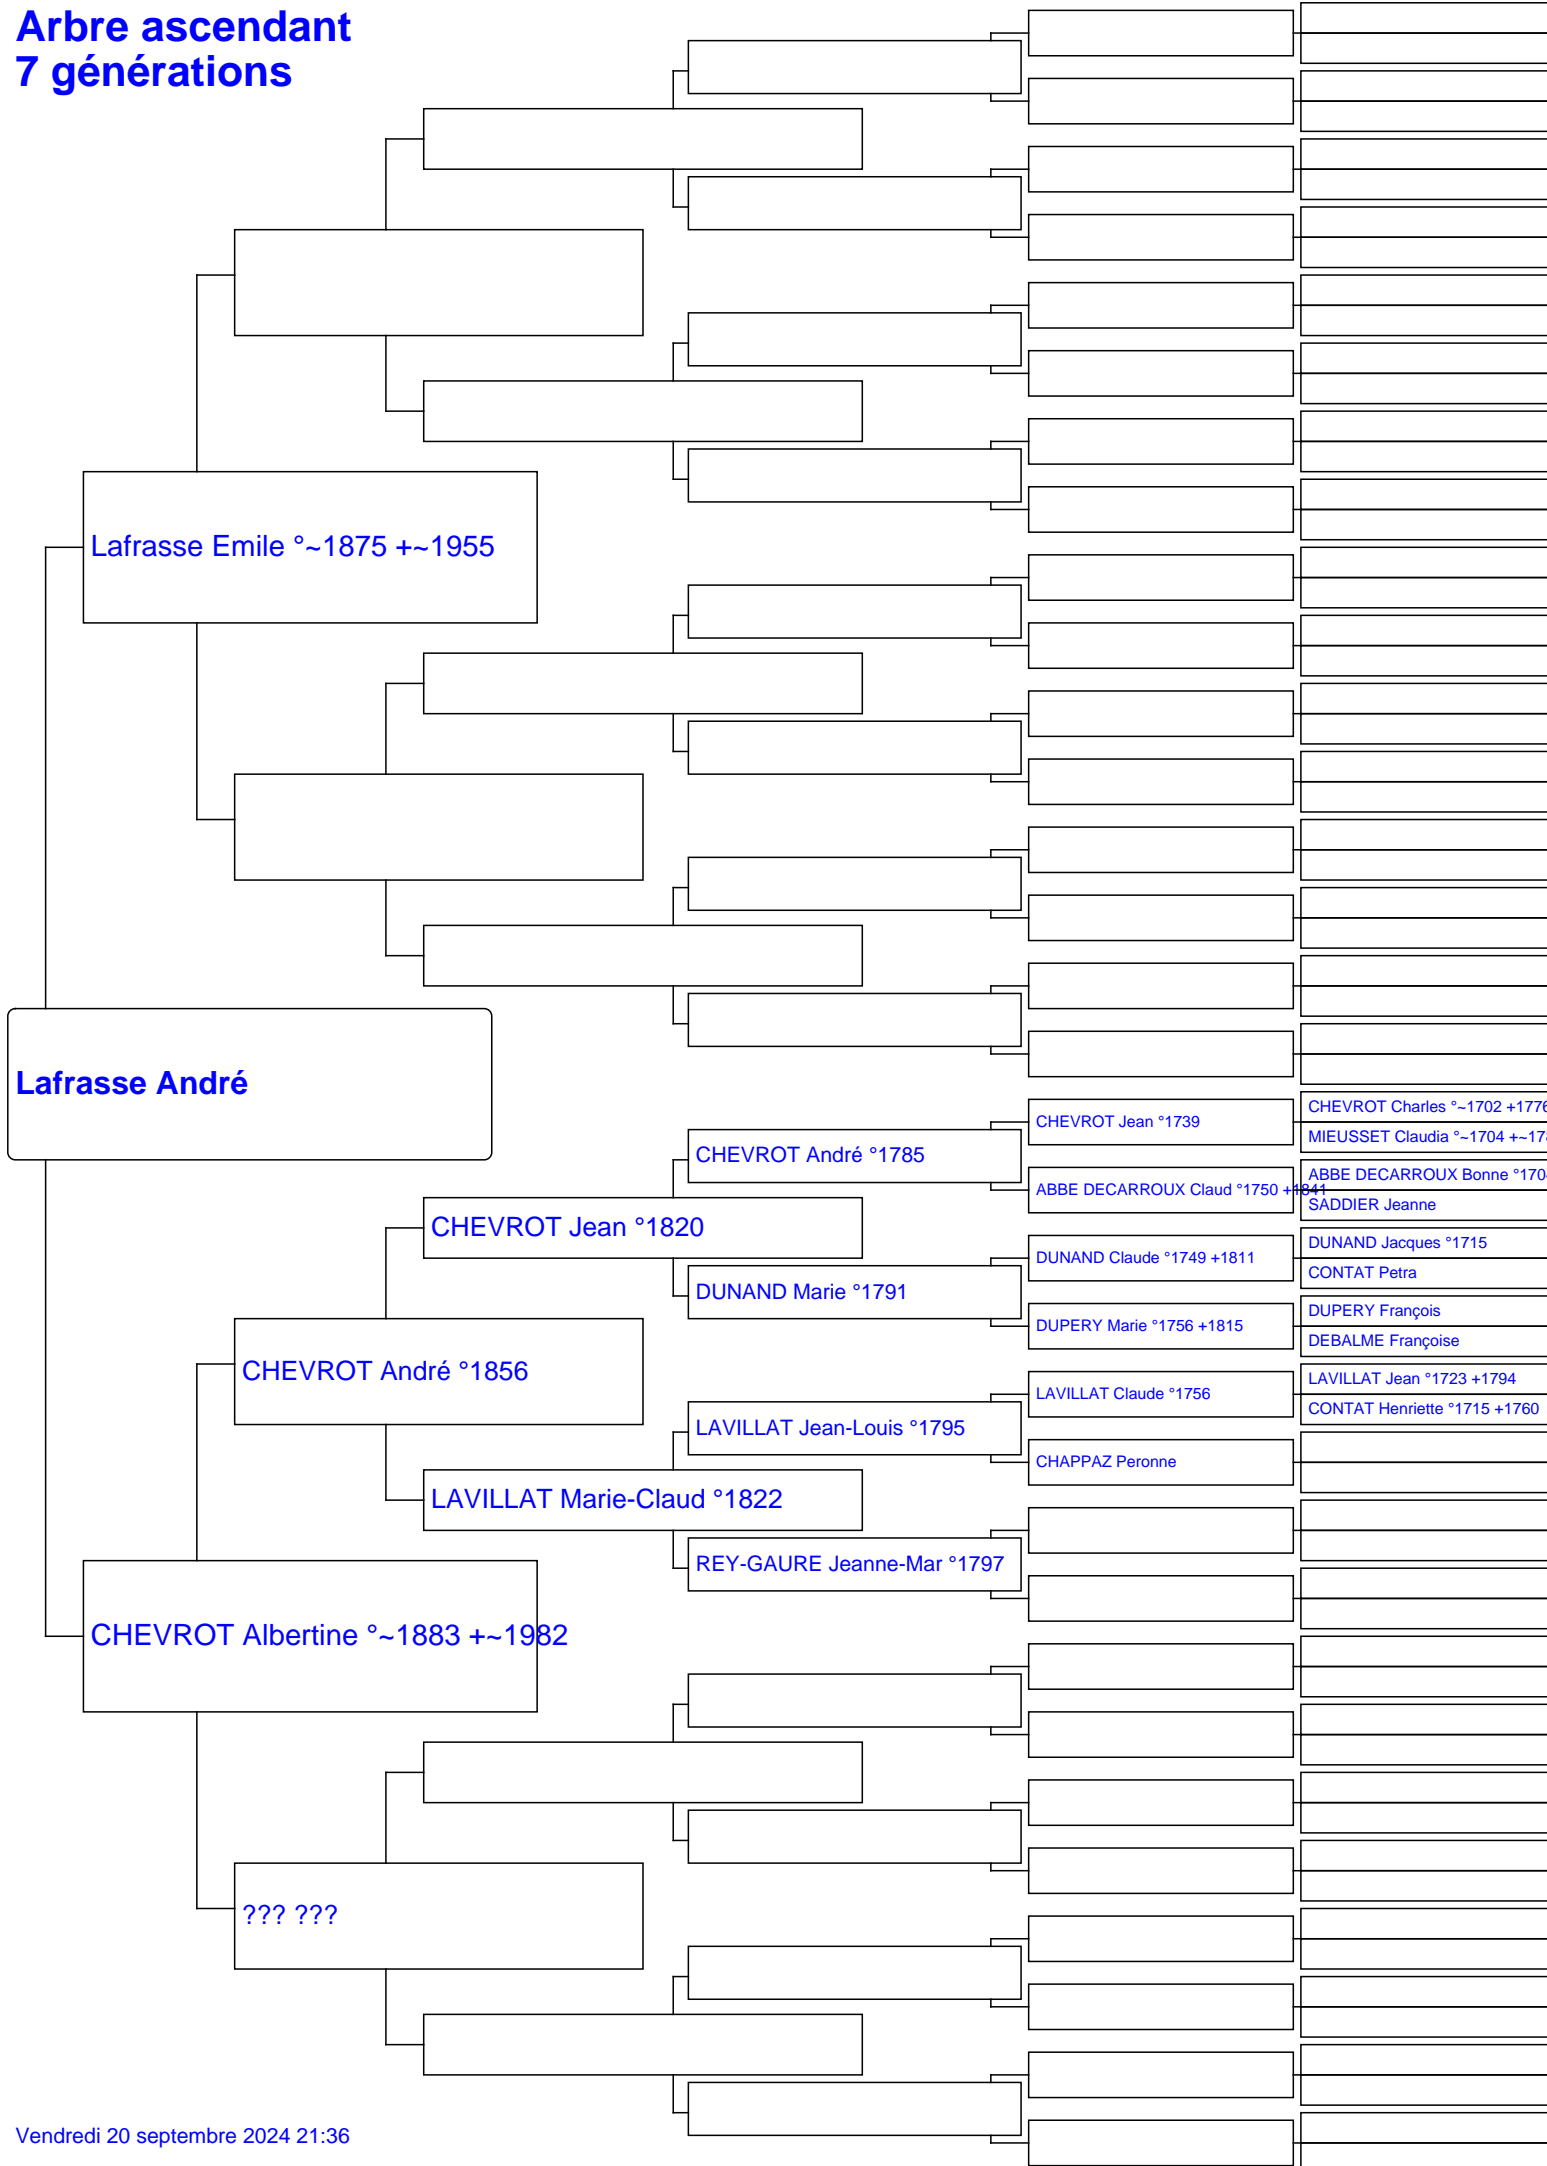 Arbre ascendant
7 générations
Lafrasse Emile °~1875 +~1955
Lafrasse André
CHEVROT Charles °~1702 +1776
CHEVROT Jean °1739
MIEUSSET Claudia °~1704 +~178
CHEVROT André °1785
ABBE DECARROUX Bonne °170
ABBE DECARROUX Claud °1750 +1841
SADDIER Jeanne
CHEVROT Jean °1820
DUNAND Jacques °1715
DUNAND Claude °1749 +1811
CONTAT Petra
DUNAND Marie °1791
DUPERY François
DUPERY Marie °1756 +1815
DEBALME Françoise
CHEVROT André °1856
LAVILLAT Jean °1723 +1794
LAVILLAT Claude °1756
CONTAT Henriette °1715 +1760
LAVILLAT Jean-Louis °1795
CHAPPAZ Peronne
LAVILLAT Marie-Claud °1822
REY-GAURE Jeanne-Mar °1797
CHEVROT Albertine °~1883 +~1982
??? ???
Vendredi 20 septembre 2024 21:36